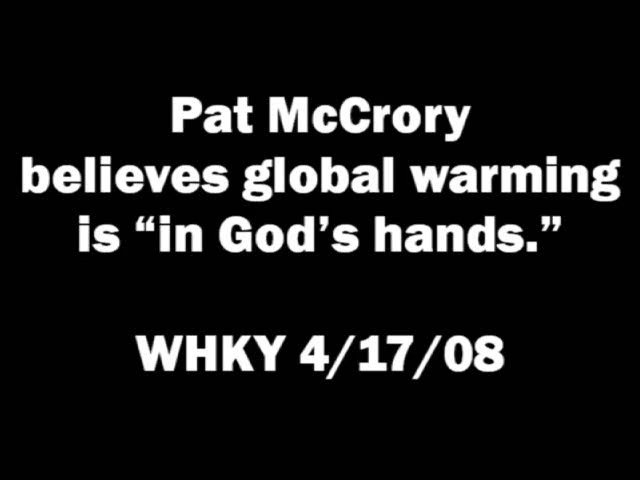 Pat McCrory
believes global warming
is “in God’s hands.”
WHKY 4/17/08